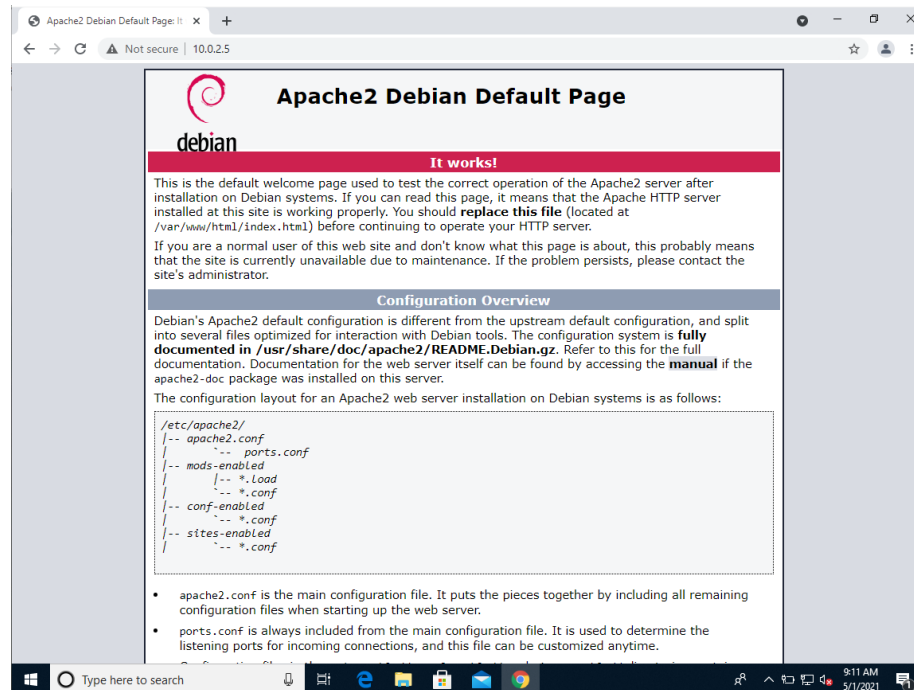 Apache2 Debian Default Page: It
Not secure | 10.0.2.5
debian
Apache2 Debian Default Page
It works!
This is the default welcome page used to test the correct operation of the Apache2 server after
installation on Debian systems. If you can read this page, it means that the Apache HTTP server
installed at this site is working properly. You should replace this file (located at
/var/www/html/index.html) before continuing to operate your HTTP server.
If you are a normal user of this web site and don't know what this page is about, this probably means
that the site is currently unavailable due to maintenance. If the problem persists, please contact the
site's administrator.
Configuration Overview
Debian's Apache2 default configuration is different from the upstream default configuration, and split
into several files optimized for interaction with Debian tools. The configuration system is fully
documented in /usr/share/doc/apache2/README.Debian.gz. Refer to this for the full
documentation. Documentation for the web server itself can be found by accessing the manual if the
apache2-doc package was installed on this server.
The configuration layout for an Apache2 web server installation on Debian systems is as follows:
/etc/apache2/
|-- apache2.conf
|       `--  ports.conf
|-- mods-enabled
|       |-- *.load
|       `-- *.conf
|-- conf-enabled
|       `-- *.conf
|-- sites-enabled
|       `-- *.conf
• apache2.conf is the main configuration file. It puts the pieces together by including all remaining
configuration files when starting up the web server.
• ports.conf is always included from the main configuration file. It is used to determine the
listening ports for incoming connections, and this file can be customized anytime.
Type here to search
9:11 AM
5/1/2021